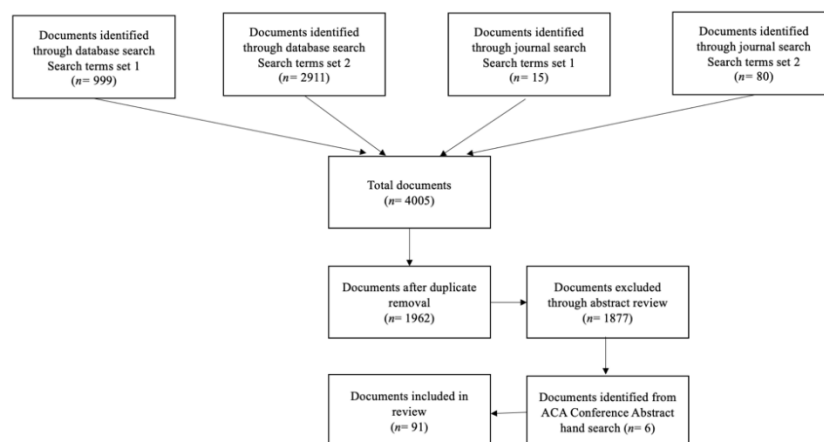 Documents identified
through database search
Search terms set 1
(n= 999)
Documents identified
through database search
Search terms set 2
(n= 2911)
Documents identified
through journal search
Search terms set 1
(n= 15)
Documents identified
through journal search
Search terms set 2
(n= 80)
Total documents
(n= 4005)
Documents after duplicate
removal
(n= 1962)
Documents excluded
through abstract review
(n= 1877)
Documents included in
review
(n= 91)
Documents identified from
ACA Conference Abstract
hand search (n= 6)